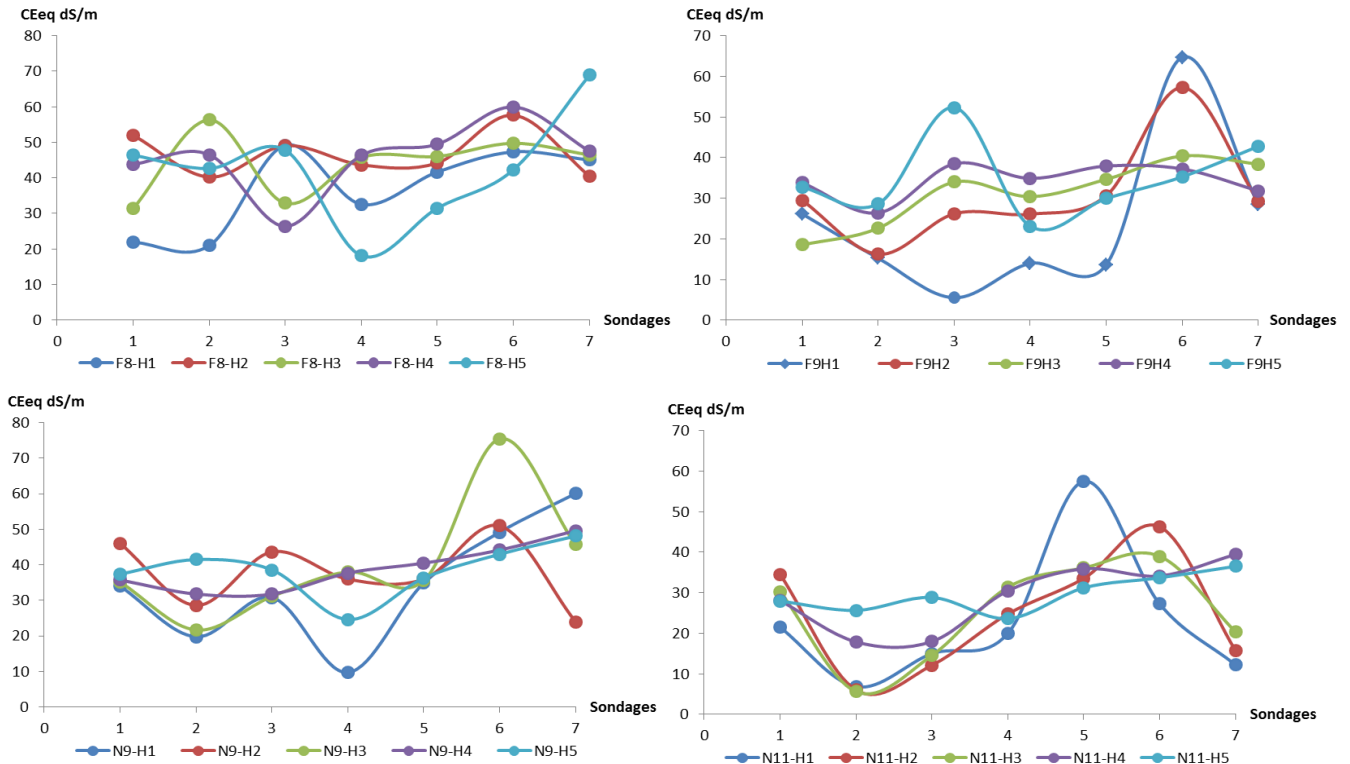 CEeq dS/m
80
70
60
50
40
30
20
10
0
0 1 2 3 4 5 6 7
Sondages
F8-H1 F8-H2 F8-H3 F8-H4 F8-H5
CEeq dS/m
70
60
50
40
30
20
10
0
Sondages
0 1 2 3 4 5 6 7
F9H1 F9H2 F9H3 F9H4 F9H5
CEeq dS/m
80
70
60
50
40
30
20
10
0
Sondages
0 1 2 3 4 5 6 7
N9-H1 N9-H2 N9-H3 N9-H4 N9-H5
CEeq dS/m
70
60
50
40
30
20
10
0
Sondages
0 1 2 3 4 5 6 7
N11-H1 N11-H2 N11-H3 N11-H4 N11-H5